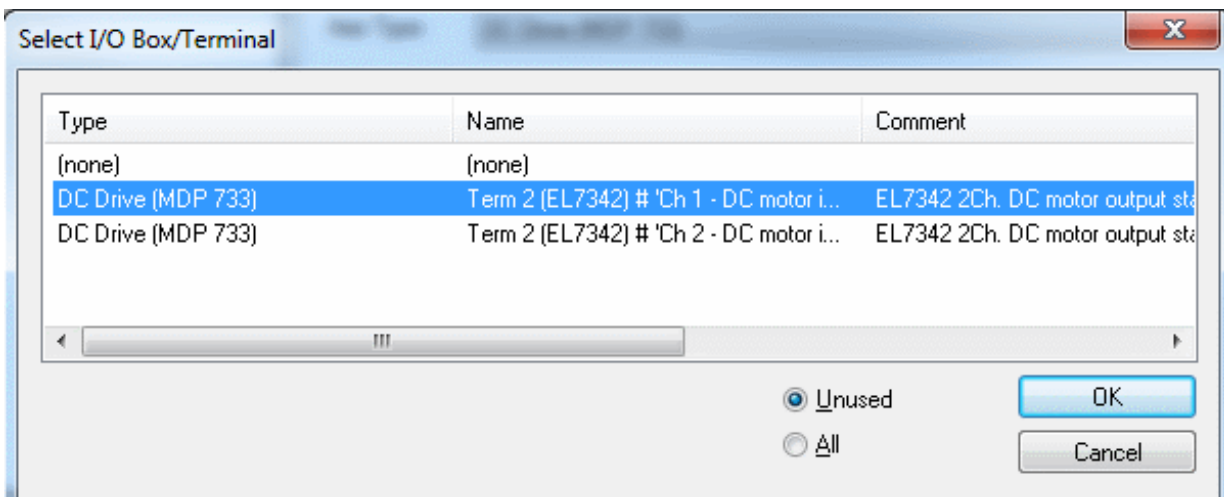 Select I/O Box/Terminal
Type Name Comment
(none) (none)
DC Drive (MDP 733) Term 2 (EL7342) # 'Ch 1 - DC motor i... EL7342 2Ch. DC motor output sta
DC Drive (MDP 733) Term 2 (EL7342) # 'Ch 2 - DC motor i... EL7342 2Ch. DC motor output sta
Unused
OK
All
Cancel